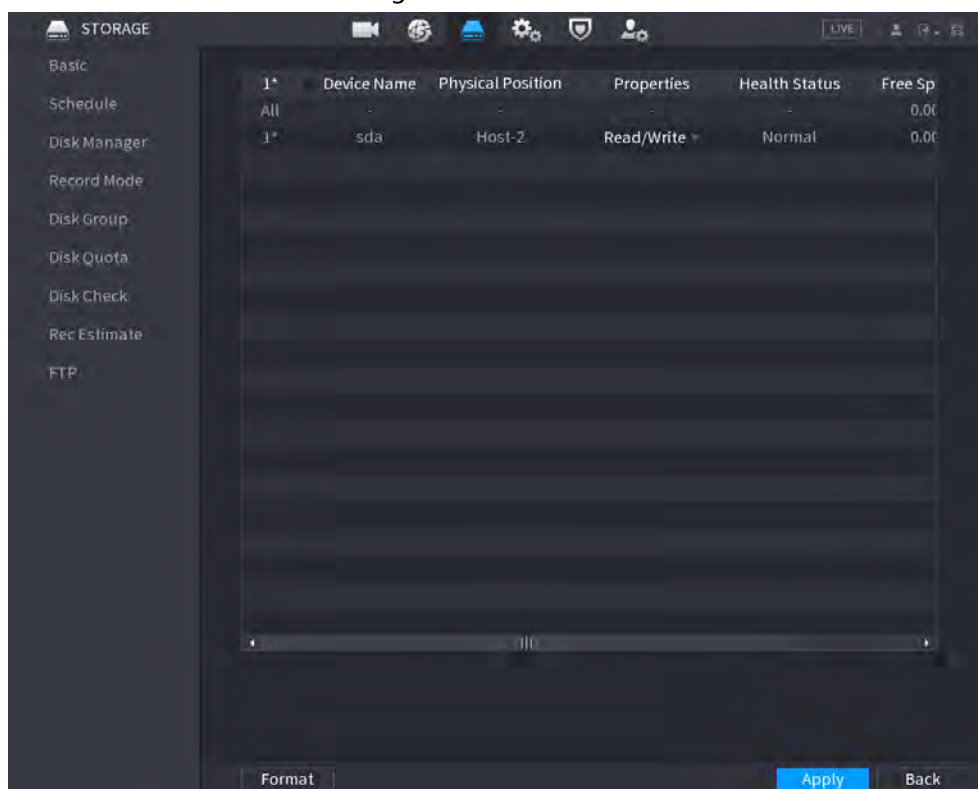 STORAGE
LIVE
Basic
Schedule
Disk Manager
Record Mode
Disk Group
Disk Quota
Disk Check
Rec Estimate
FTP
1* Device Name Physical Position Properties Health Status Free Sp
All - - - - 0.00
1* sda Host-2 Read/Write Normal 0.00
Format Apply Back